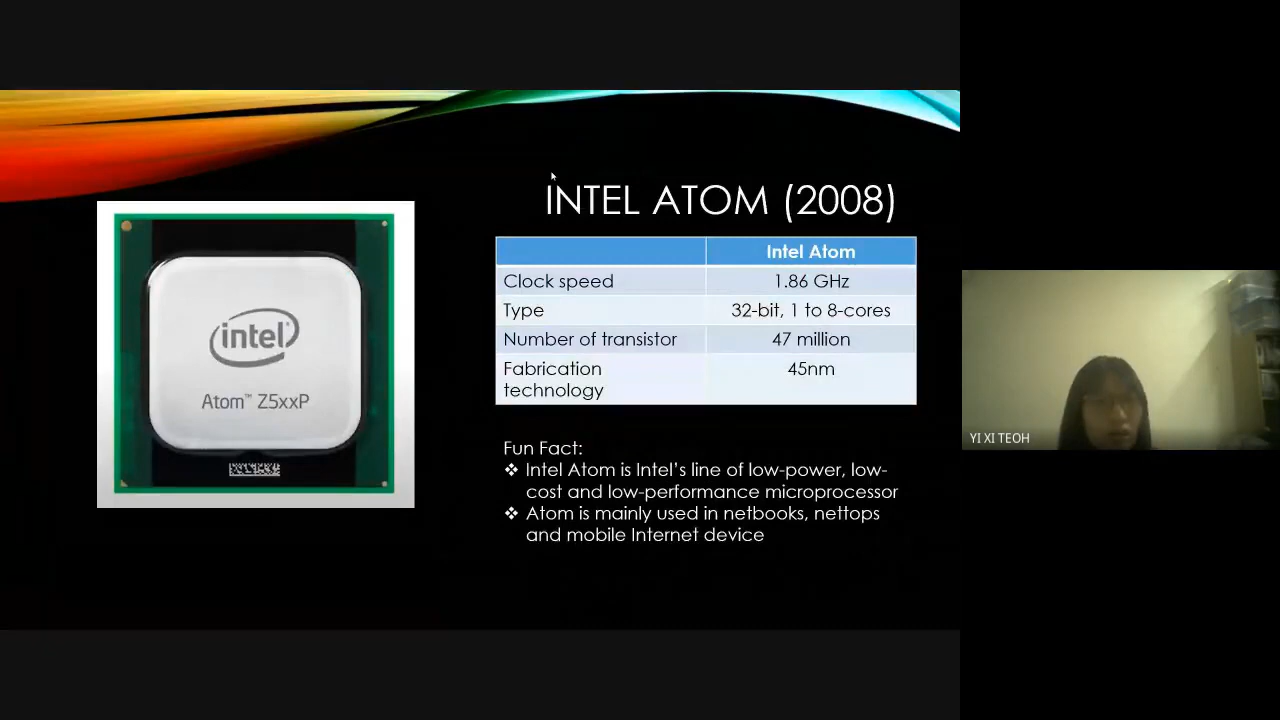 INTEL ATOM (2008)
intel®
Atom™ Z5xxP
Intel Atom
Clock speed 1.86 GHz
Type 32-bit, 1 to 8-cores
Number of transistor 47 million
Fabrication 45nm
technology
Fun Fact:
❖ Intel Atom is Intel’s line of low-power, low-
cost and low-performance microprocessor
❖ Atom is mainly used in netbooks, nettops
and mobile Internet device
YI XI TEOH